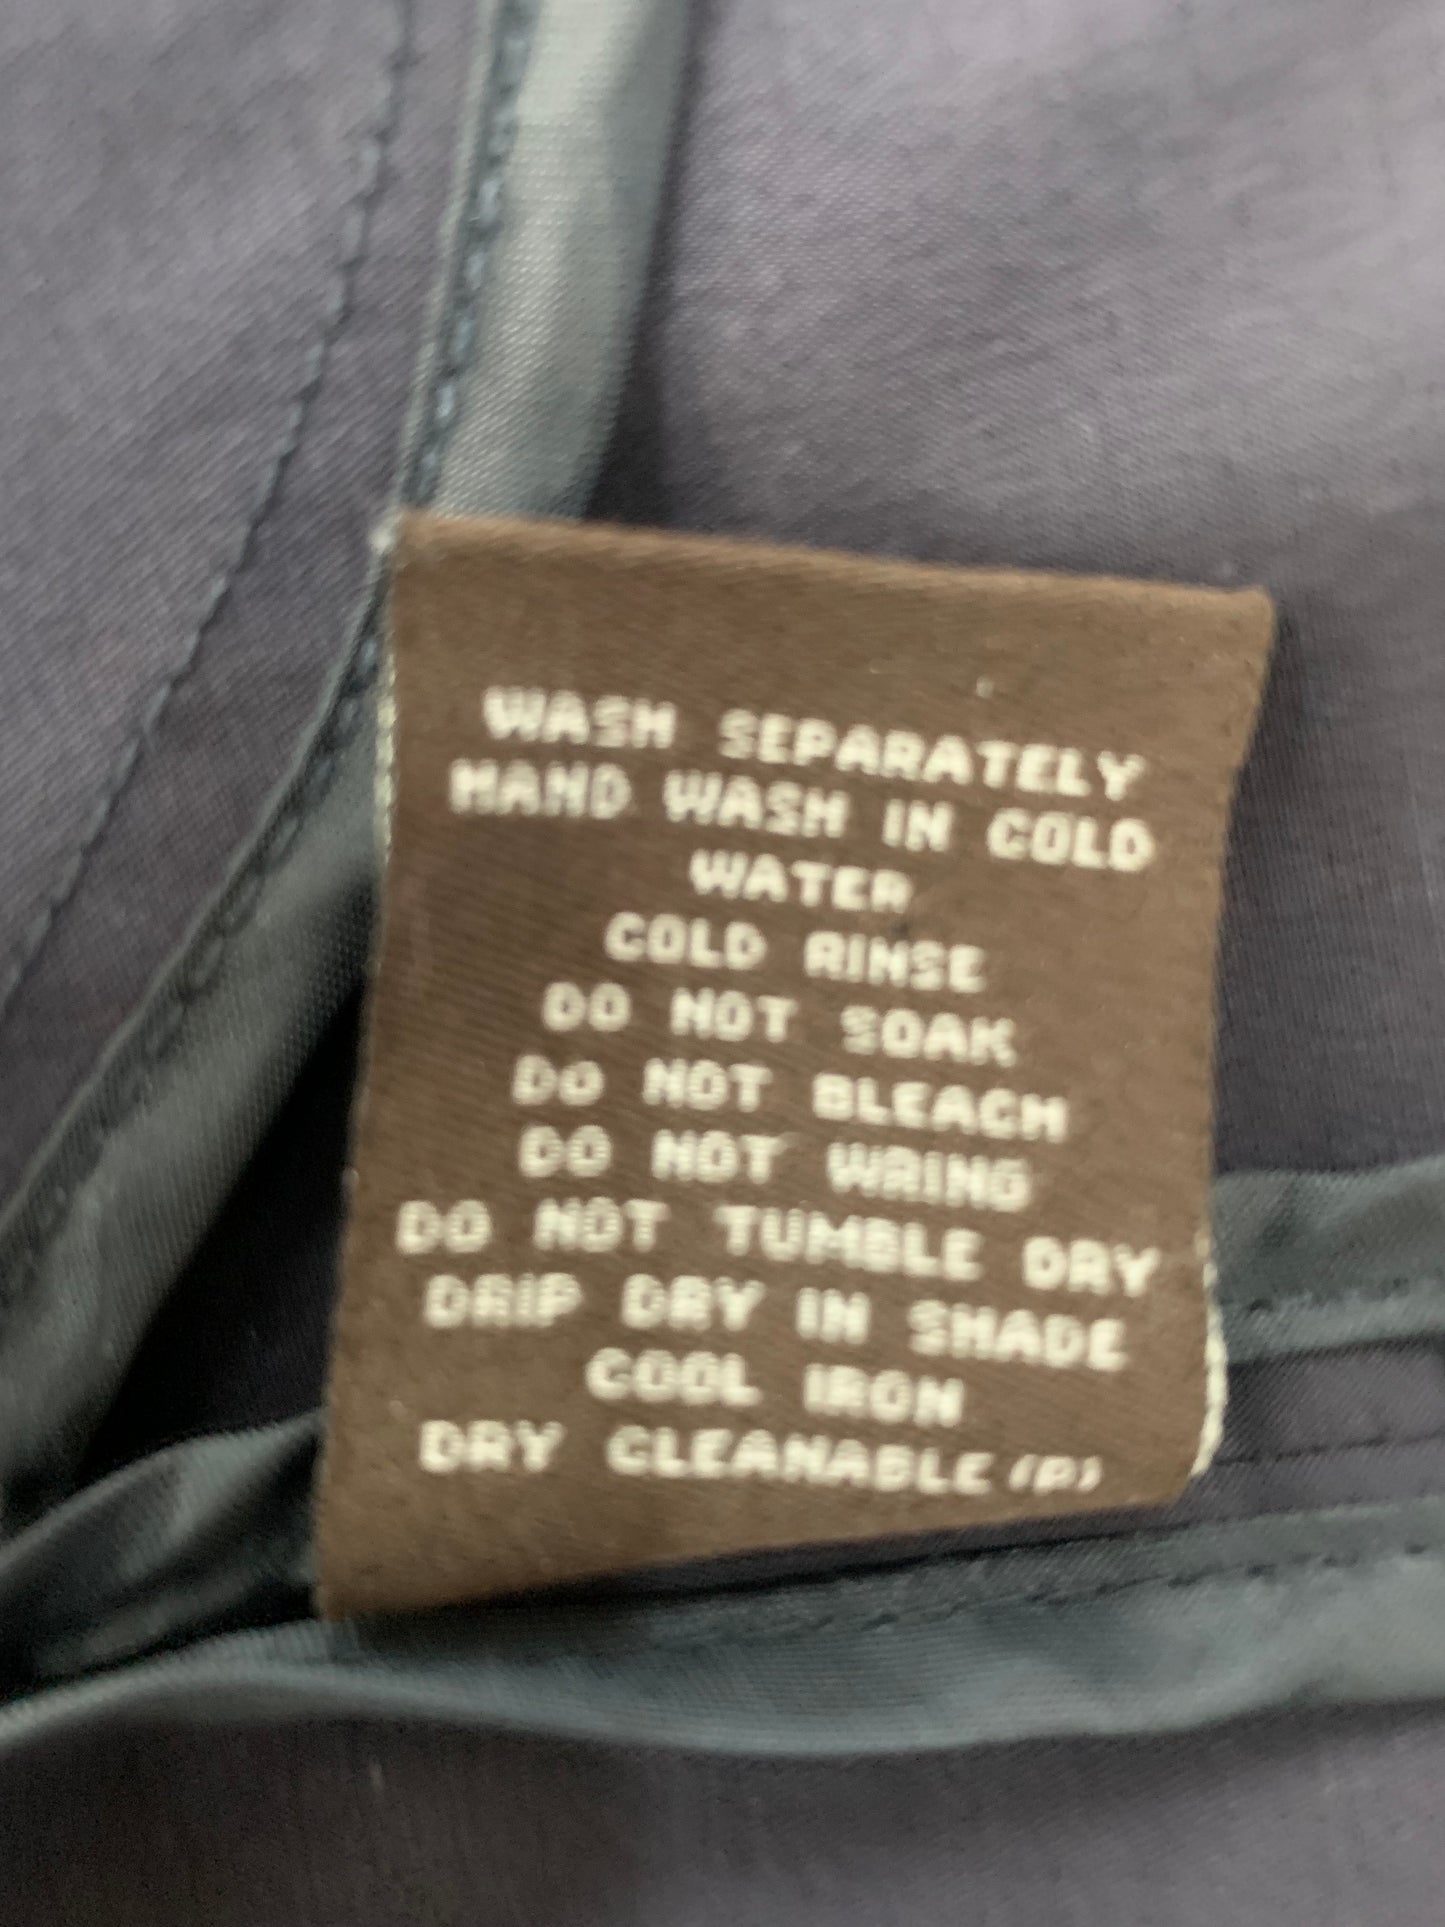 WASH SEPARATELY
HAND WASH IN COLD
WATER
COLD RINSE
DO NOT SOAK
DO NOT BLEACH
DO NOT WRING
DO NOT TUMBLE DRY
DRIP DRY IN SHADE
COOL IRON
DRY CLEANABLE (P)